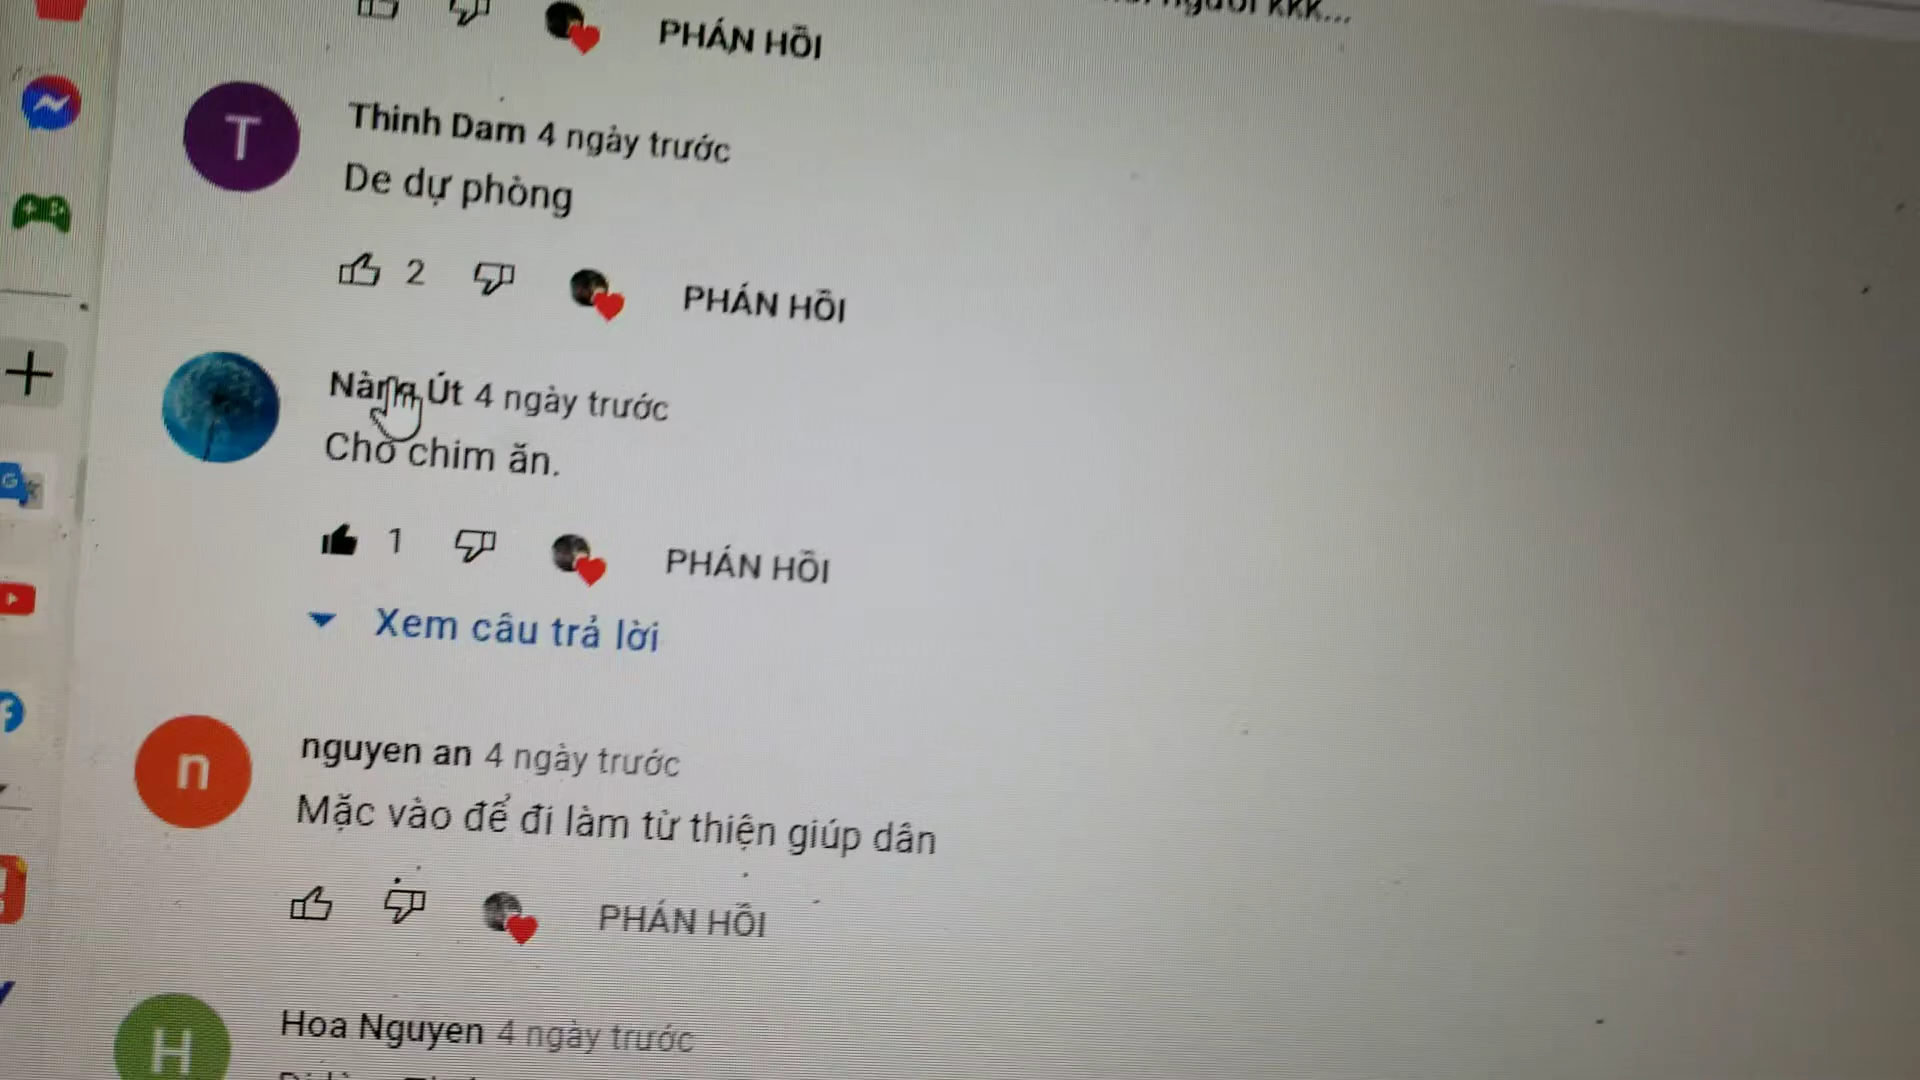 PHẢN HỒI
T
Thinh Dam 4 ngày trước
De dự phòng
2
PHẢN HỒI
Nàng Út 4 ngày trước
Cho chim ăn.
1
PHẢN HỒI
Xem câu trả lời
n
nguyen an 4 ngày trước
Mặc vào để đi làm từ thiện giúp dân
PHẢN HỒI
H
Hoa Nguyen 4 ngày trước